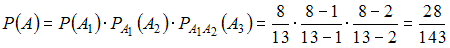 P(A) = P(A₁)·P_{A₁}(A₂)·P_{A₁A₂}(A₃) = 8/13 · (8−1)/(13−1) · (8−2)/(13−2) = 28/143